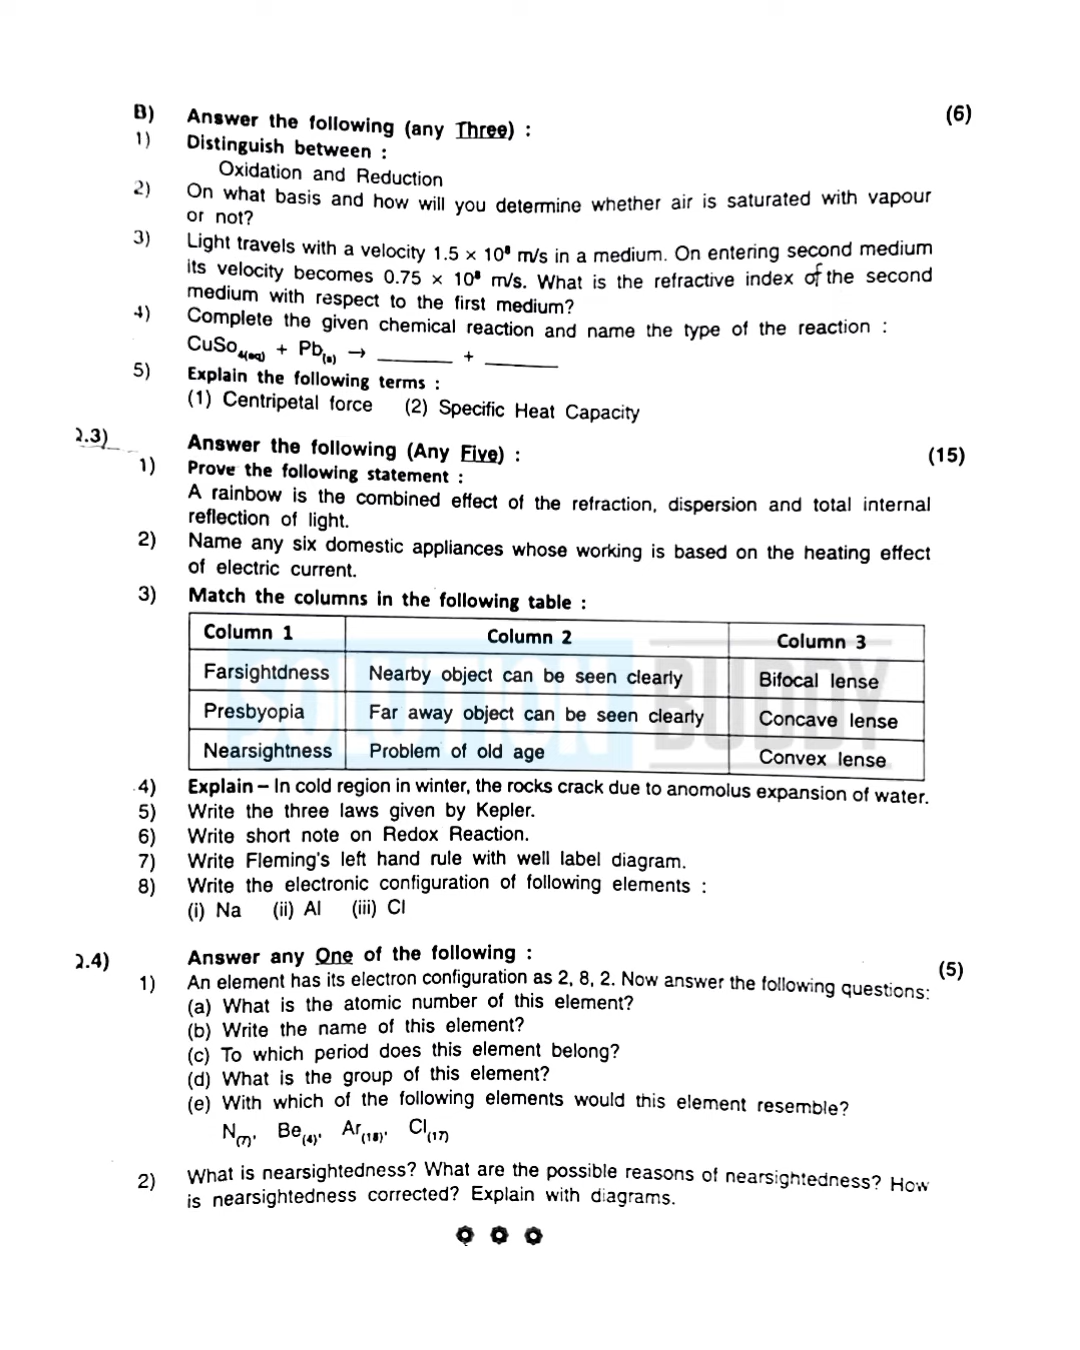 B) Answer the following (any Three) : (6)
1) Distinguish between :
Oxidation and Reduction
2) On what basis and how will you determine whether air is saturated with vapour
or not?
3) Light travels with a velocity 1.5 × 10⁸ m/s in a medium. On entering second medium
its velocity becomes 0.75 × 10⁸ m/s. What is the refractive index of the second
medium with respect to the first medium?
4) Complete the given chemical reaction and name the type of the reaction :
CuSo₄(aq) + Pb(s) → ________ + ________
5) Explain the following terms :
(1) Centripetal force (2) Specific Heat Capacity
2.3) Answer the following (Any Five) : (15)
1) Prove the following statement :
A rainbow is the combined effect of the refraction, dispersion and total internal
reflection of light.
2) Name any six domestic appliances whose working is based on the heating effect
of electric current.
3) Match the columns in the following table :
Column 1 Column 2 Column 3
Farsightdness Nearby object can be seen clearly Bifocal lense
Presbyopia Far away object can be seen clearly Concave lense
Nearsightness Problem of old age Convex lense
SOLUTION BUDDY
4) Explain – In cold region in winter, the rocks crack due to anomolus expansion of water.
5) Write the three laws given by Kepler.
6) Write short note on Redox Reaction.
7) Write Fleming's left hand rule with well label diagram.
8) Write the electronic configuration of following elements :
(i) Na (ii) Al (iii) Cl
2.4) Answer any One of the following : (5)
1) An element has its electron configuration as 2, 8, 2. Now answer the following questions:
(a) What is the atomic number of this element?
(b) Write the name of this element?
(c) To which period does this element belong?
(d) What is the group of this element?
(e) With which of the following elements would this element resemble?
N(7), Be(4), Ar(18), Cl(17)
2) What is nearsightedness? What are the possible reasons of nearsightedness? How
is nearsightedness corrected? Explain with diagrams.